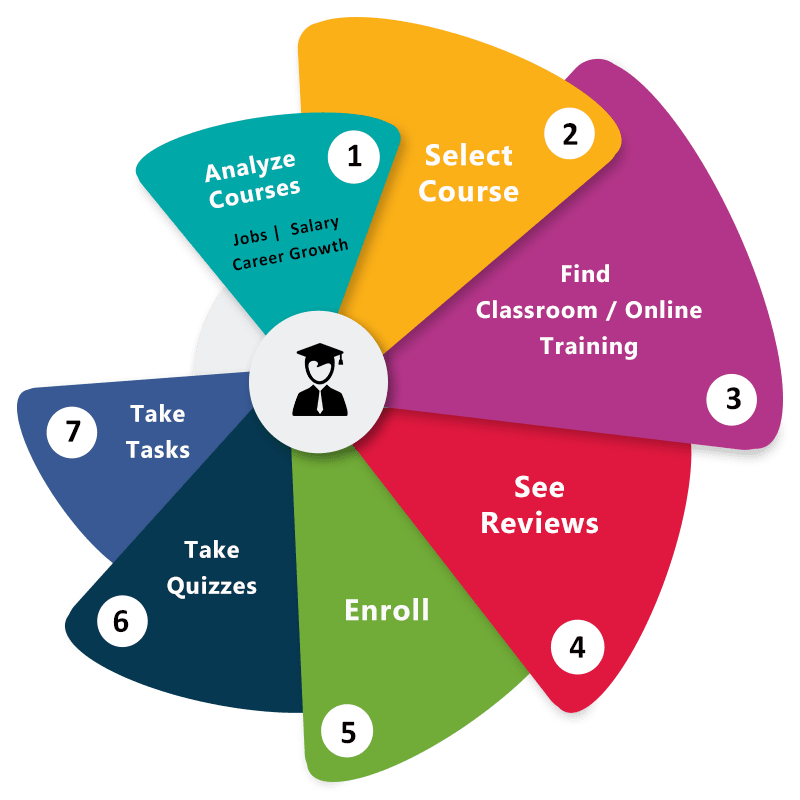 1
Analyze
Courses
Jobs | Salary
Career Growth
2
Select
Course
Find
Classroom / Online
Training
3
See
Reviews
4
Enroll
5
Take
Quizzes
6
7
Take
Tasks